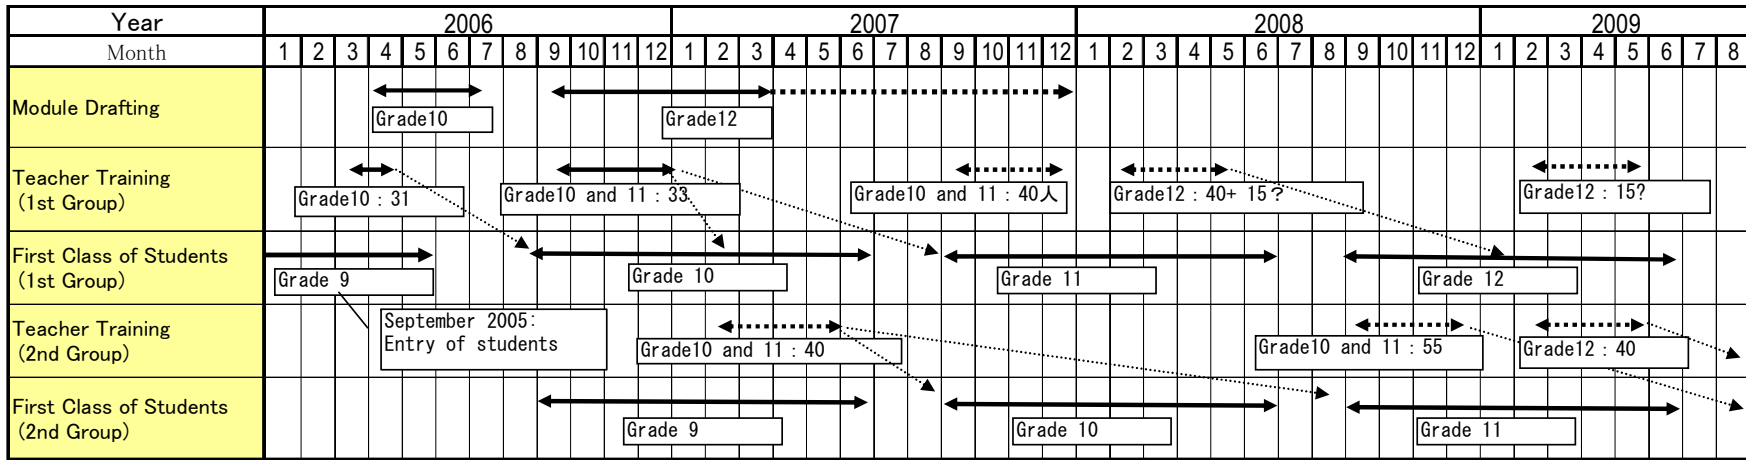 Year 2006 2007 2008 2009
Month 1 2 3 4 5 6 7 8 9 10 11 12 1 2 3 4 5 6 7 8 9 10 11 12 1 2 3 4 5 6 7 8 9 10 11 12 1 2 3 4 5 6 7 8
Module Drafting
Grade10
Grade12
Teacher Training
(1st Group)
Grade10：31
Grade10 and 11：33
Grade10 and 11：40人
Grade12：40+ 15？
Grade12：15?
First Class of Students
(1st Group)
Grade 9
Grade 10
Grade 11
Grade 12
September 2005:
Entry of students
Teacher Training
(2nd Group)
Grade10 and 11：40
Grade10 and 11：55
Grade12：40
First Class of Students
(2nd Group)
Grade 9
Grade 10
Grade 11